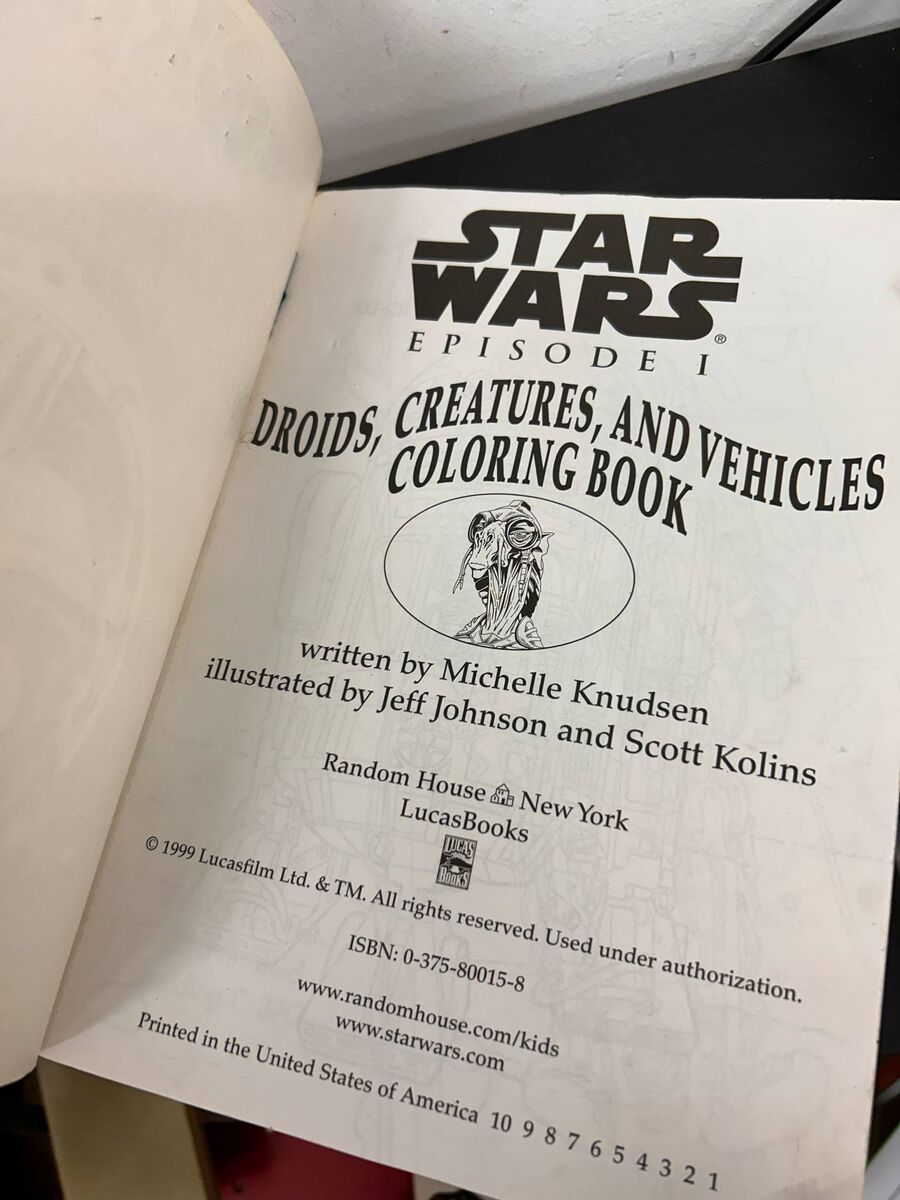 STAR
WARS®
EPISODE I
DROIDS, CREATURES, AND VEHICLES
COLORING BOOK
written by Michelle Knudsen
illustrated by Jeff Johnson and Scott Kolins
Random House New York
LucasBooks
LUCAS
BOOKS
© 1999 Lucasfilm Ltd. & TM. All rights reserved. Used under authorization.
ISBN: 0-375-80015-8
www.randomhouse.com/kids
www.starwars.com
Printed in the United States of America 10 9 8 7 6 5 4 3 2 1